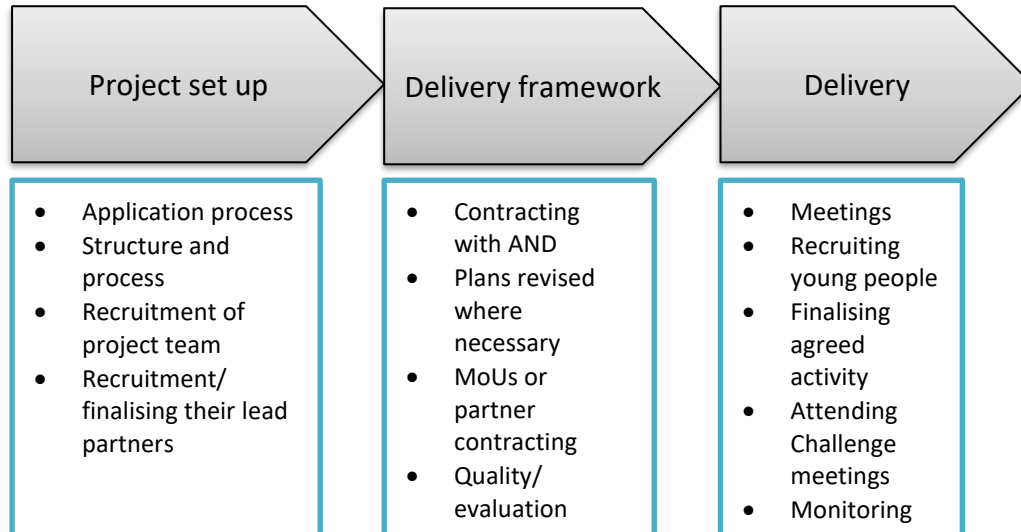 Project set up
Delivery framework
Delivery
• Application process
• Structure and
process
• Recruitment of
project team
• Recruitment/
finalising their lead
partners
• Contracting
with AND
• Plans revised
where
necessary
• MoUs or
partner
contracting
• Quality/
evaluation
• Meetings
• Recruiting
young people
• Finalising
agreed
activity
• Attending
Challenge
meetings
• Monitoring